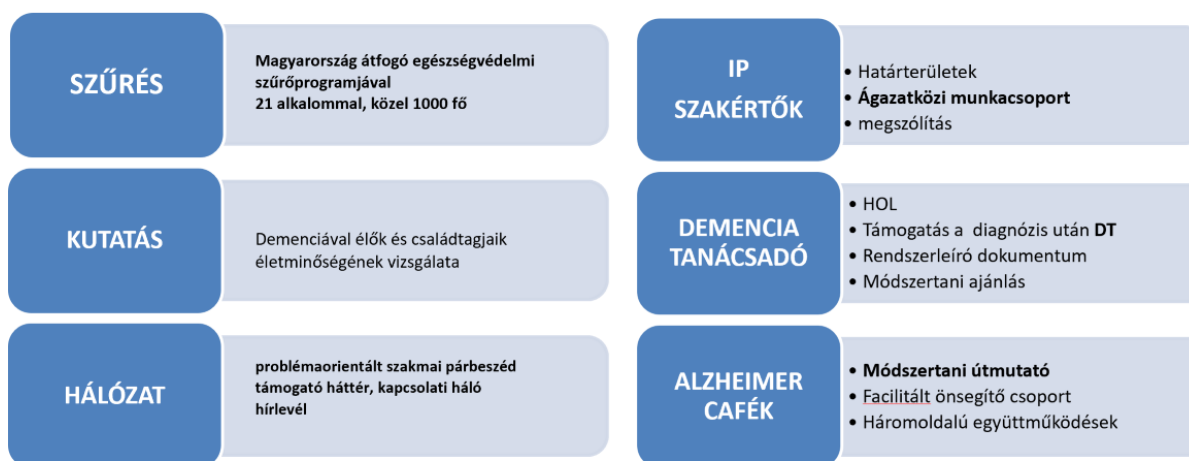 SZŰRÉS
Magyarország átfogó egészségvédelmi
szűrőprogramjával
21 alkalommal, közel 1000 fő
KUTATÁS
Demenciával élők és családtagjaik
életminőségének vizsgálata
HÁLÓZAT
problémaorientált szakmai párbeszéd
támogató háttér, kapcsolati háló
hírlevél
IP
SZAKÉRTŐK
• Határterületek
• Ágazatközi munkacsoport
• megszólítás
DEMENCIA
TANÁCSADÓ
• HOL
• Támogatás a diagnózis után DT
• Rendszerleíró dokumentum
• Módszertani ajánlás
ALZHEIMER
CAFÉK
• Módszertani útmutató
• Facilitált önsegítő csoport
• Háromoldalú együttműködések